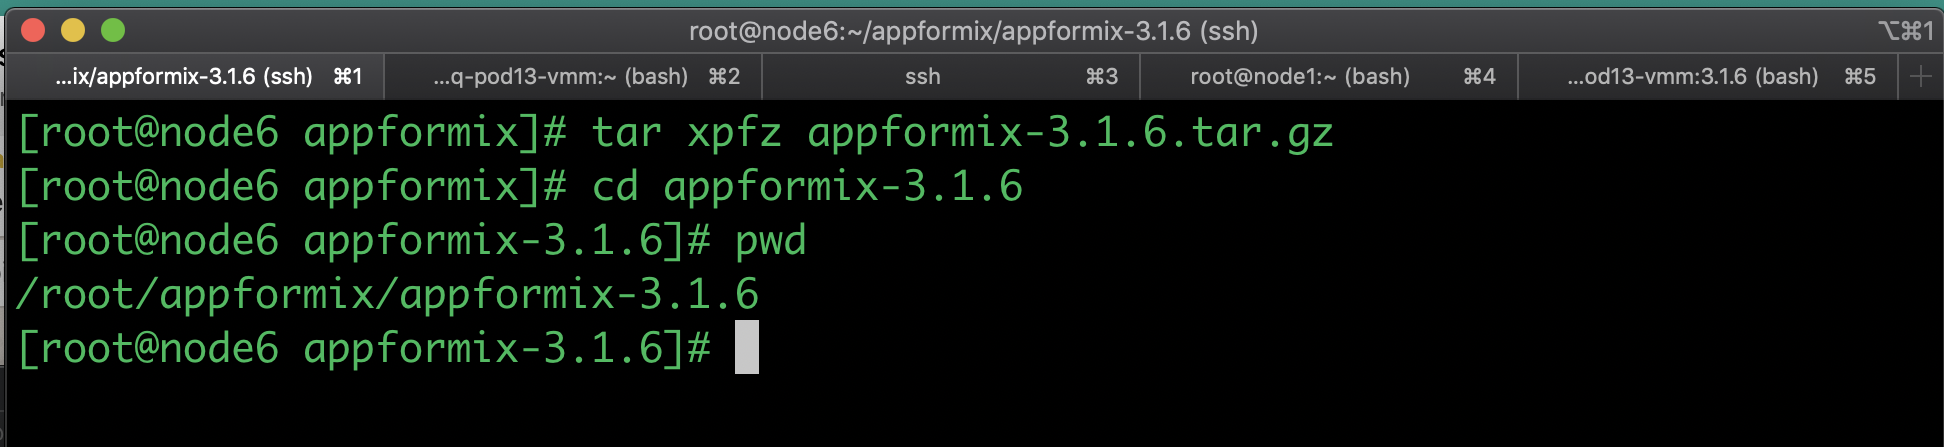 root@node6:~/appformix/appformix-3.1.6 (ssh)
⌥⌘1
...ix/appformix-3.1.6 (ssh) ⌘1
...q-pod13-vmm:~ (bash) ⌘2
ssh ⌘3
root@node1:~ (bash) ⌘4
...od13-vmm:3.1.6 (bash) ⌘5
[root@node6 appformix]# tar xpfz appformix-3.1.6.tar.gz
[root@node6 appformix]# cd appformix-3.1.6
[root@node6 appformix-3.1.6]# pwd
/root/appformix/appformix-3.1.6
[root@node6 appformix-3.1.6]#